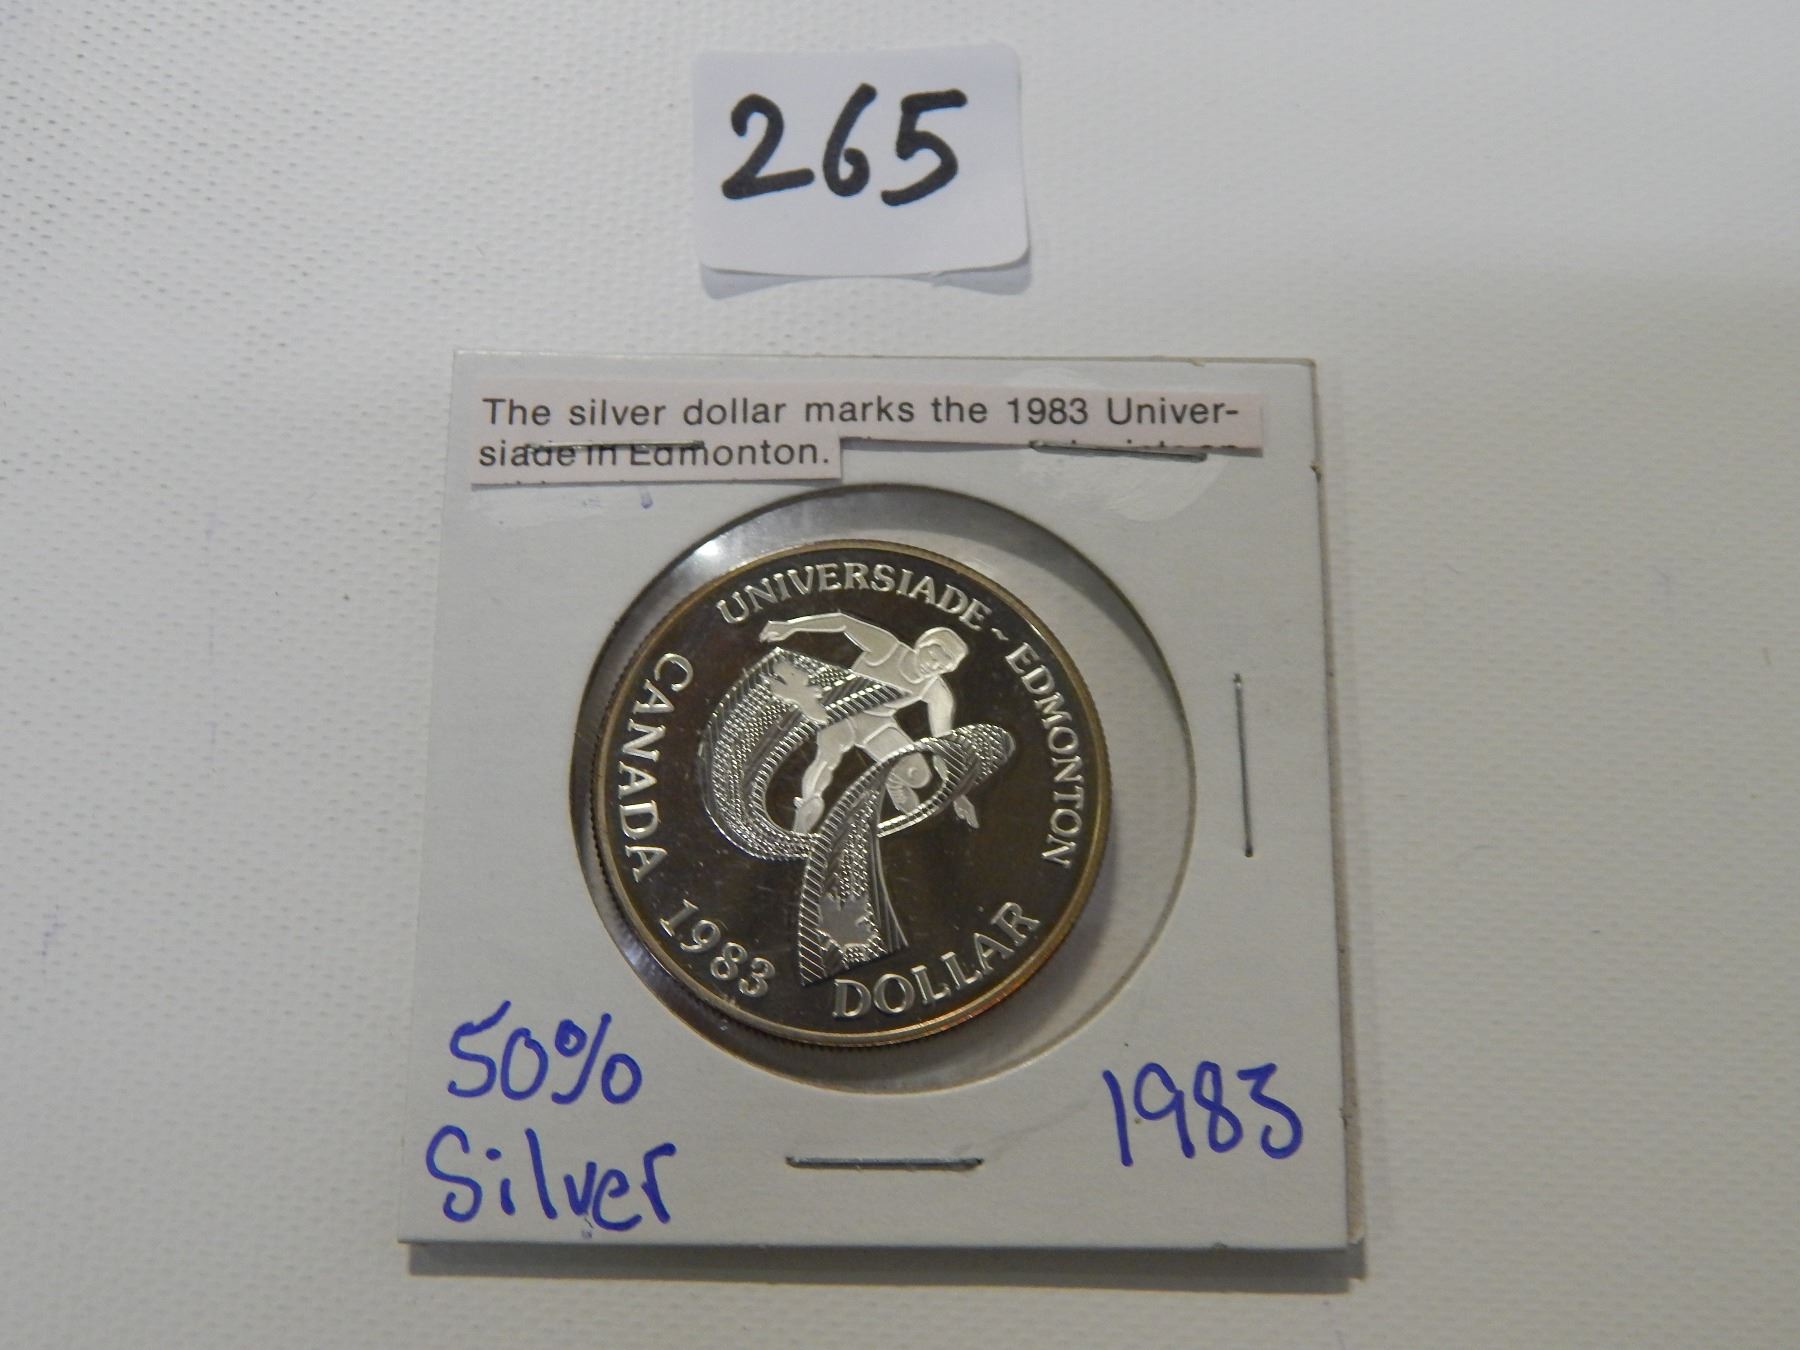 265
The silver dollar marks the 1983 Univer-
siade in Edmonton.
UNIVERSIADE ~ EDMONTON
CANADA 1983 DOLLAR
50%
Silver
1983